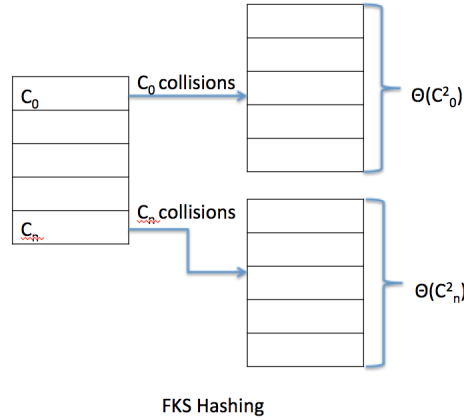 C₀
C₀ collisions
Θ(C²₀)
Cₙ
Cₙ collisions
Θ(C²ₙ)
FKS Hashing